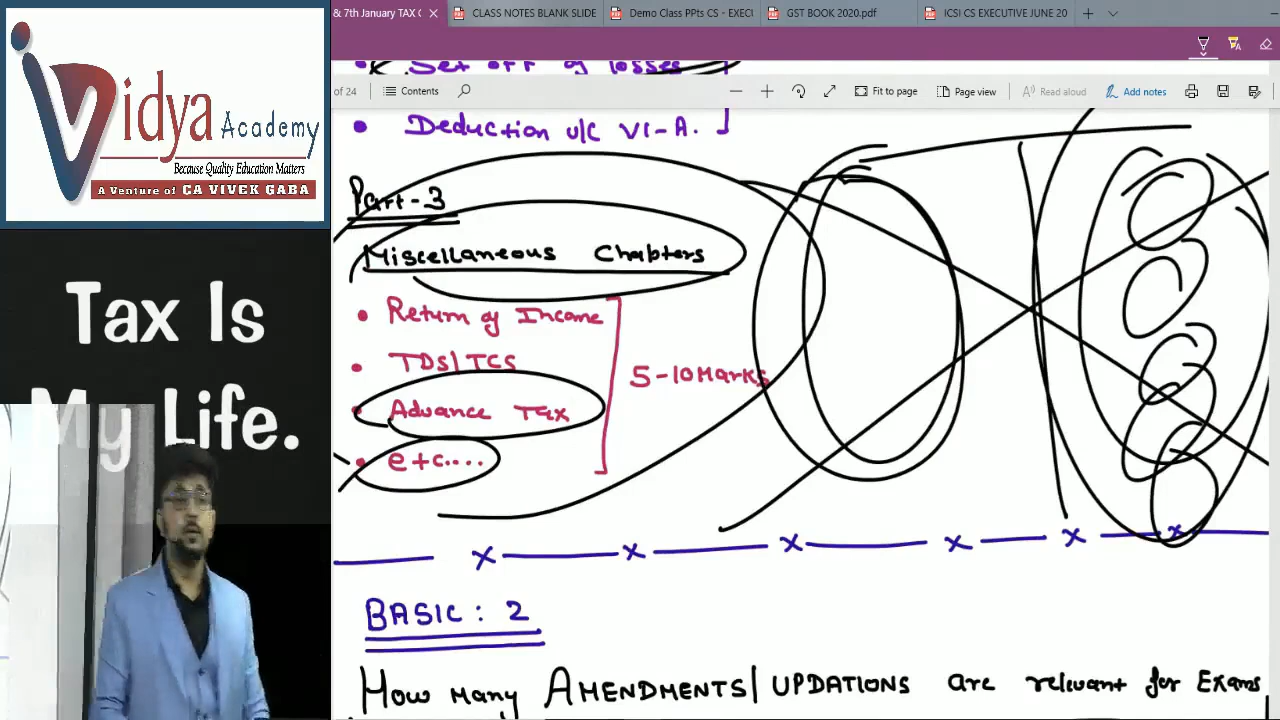 & 7th January TAX C
CLASS NOTES BLANK SLIDE
Demo Class PPts CS - EXECU
GST BOOK 2020.pdf
ICSI CS EXECUTIVE JUNE 20
Vidya Academy
Because Quality Education Matters
A Venture of CA VIVEK GABA
Tax Is
My Life.
• Set off of losses
of 24
Contents
Fit to page
Page view
Read aloud
Add notes
• Deduction u/c VI-A.
Part-3
Miscellaneous Chapters
• Return of Income
• TDS/TCS
• Advance Tax
• etc....
5-10 Marks
BASIC: 2
How many AMENDMENTS/UPDATIONS are relevant for Exams